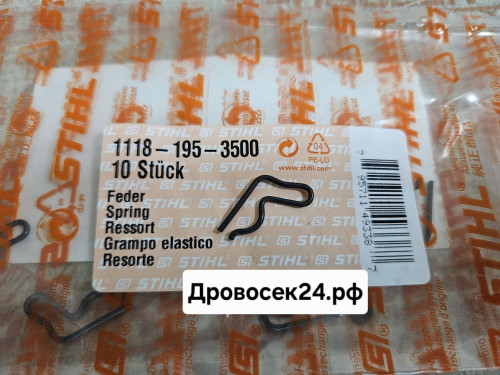 1118-195-3500
10 Stück
Feder
Spring
Ressort
Grampo elastico
Resorte
04
PE-LD
www.stihl.com
STIHL
Дровосек24.рф